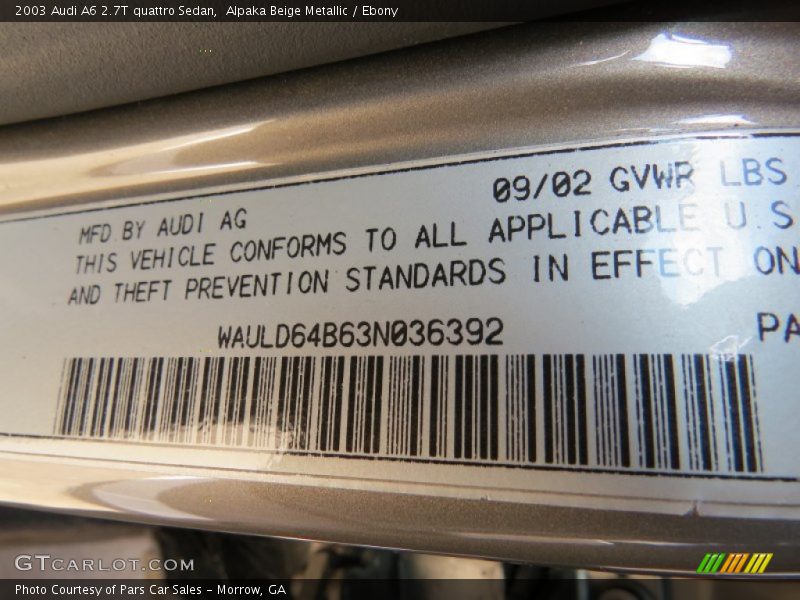 2003 Audi A6 2.7T quattro Sedan,  Alpaka Beige Metallic / Ebony
MFD BY AUDI AG 09/02 GVWR LBS
THIS VEHICLE CONFORMS TO ALL APPLICABLE U.S
AND THEFT PREVENTION STANDARDS IN EFFECT ON
WAULD64B63N036392 PA
GTCARLOT.COM
Photo Courtesy of Pars Car Sales - Morrow, GA